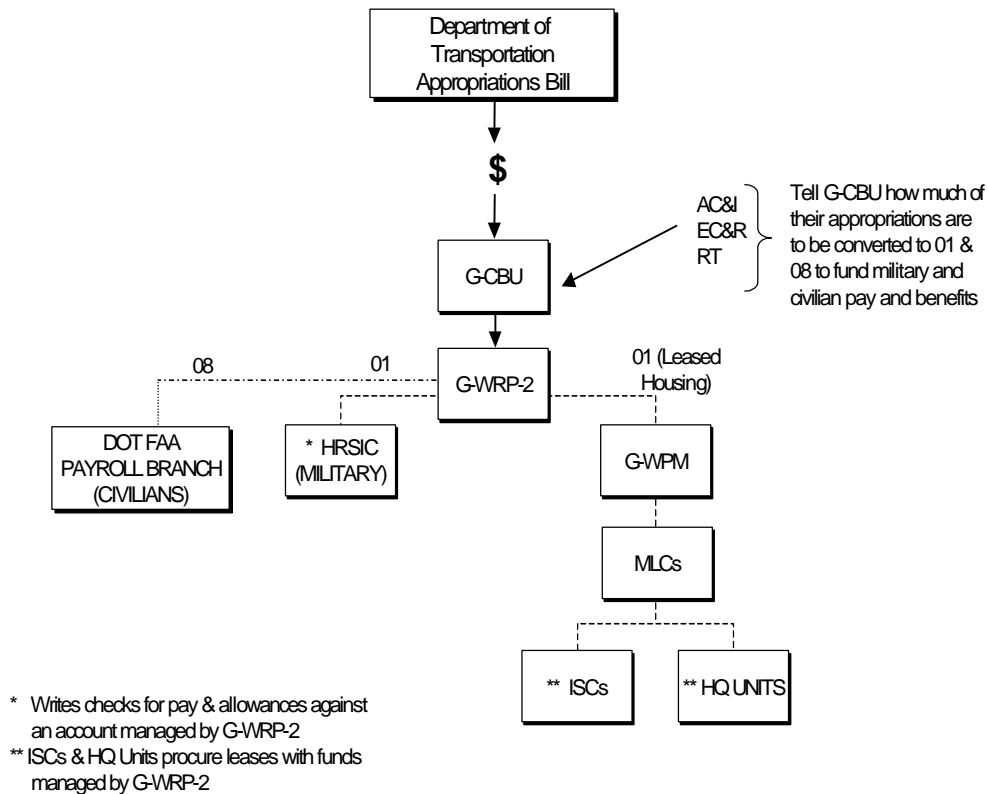 Department of
Transportation
Appropriations Bill
$
AC&I
EC&R
RT
Tell G-CBU how much of
their appropriations are
to be converted to 01 &
08 to fund military and
civilian pay and benefits
G-CBU
08
01
G-WRP-2
01 (Leased
Housing)
DOT FAA
PAYROLL BRANCH
(CIVILIANS)
* HRSIC
(MILITARY)
G-WPM
MLCs
** ISCs
** HQ UNITS
* Writes checks for pay & allowances against
an account managed by G-WRP-2
** ISCs & HQ Units procure leases with funds
managed by G-WRP-2